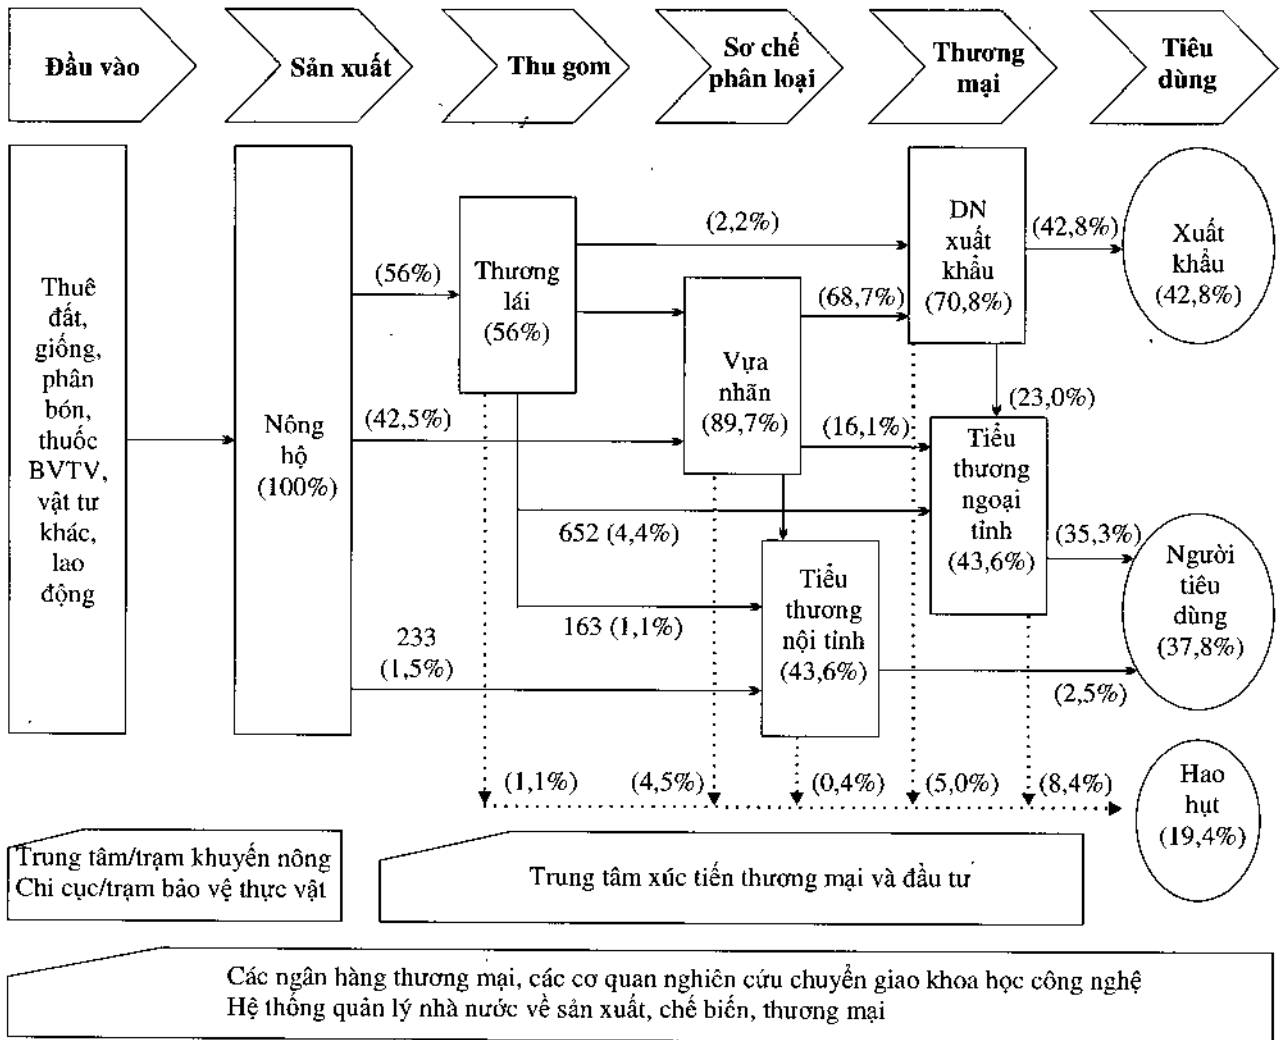 Đầu vào
Sản xuất
Thu gom
Sơ chế
phân loại
Thương
mại
Tiêu
dùng
Thuê
đất,
giống,
phân
bón,
thuốc
BVTV,
vật tư
khác,
lao
động
Nông
hộ
(100%)
(56%)
(42,5%)
233
(1,5%)
Thương
lái
(56%)
(2,2%)
Vựa
nhãn
(89,7%)
(68,7%)
(16,1%)
652 (4,4%)
163 (1,1%)
Tiểu
thương
nội tỉnh
(43,6%)
DN
xuất
khẩu
(70,8%)
(42,8%)
(23,0%)
Tiểu
thương
ngoại
tỉnh
(43,6%)
(35,3%)
(2,5%)
Xuất
khẩu
(42,8%)
Người
tiêu
dùng
(37,8%)
(1,1%)
(4,5%)
(0,4%)
(5,0%)
(8,4%)
Hao
hụt
(19,4%)
Trung tâm/trạm khuyến nông
Chi cục/trạm bảo vệ thực vật
Trung tâm xúc tiến thương mại và đầu tư
Các ngân hàng thương mại, các cơ quan nghiên cứu chuyển giao khoa học công nghệ
Hệ thống quản lý nhà nước về sản xuất, chế biến, thương mại